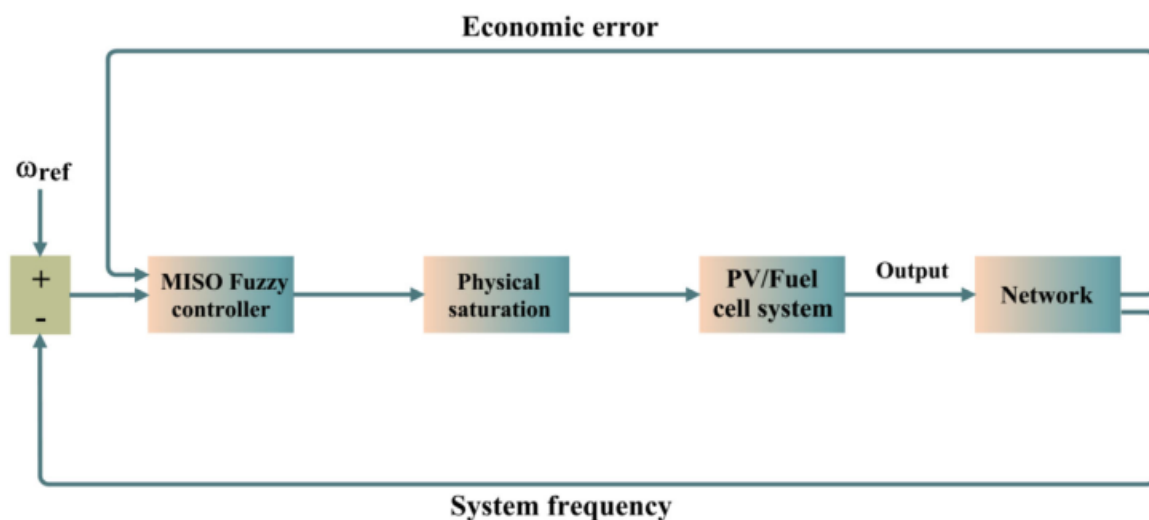 Economic error
ωref
+
-
MISO Fuzzy
controller
Physical
saturation
PV/Fuel
cell system
Output
Network
System frequency